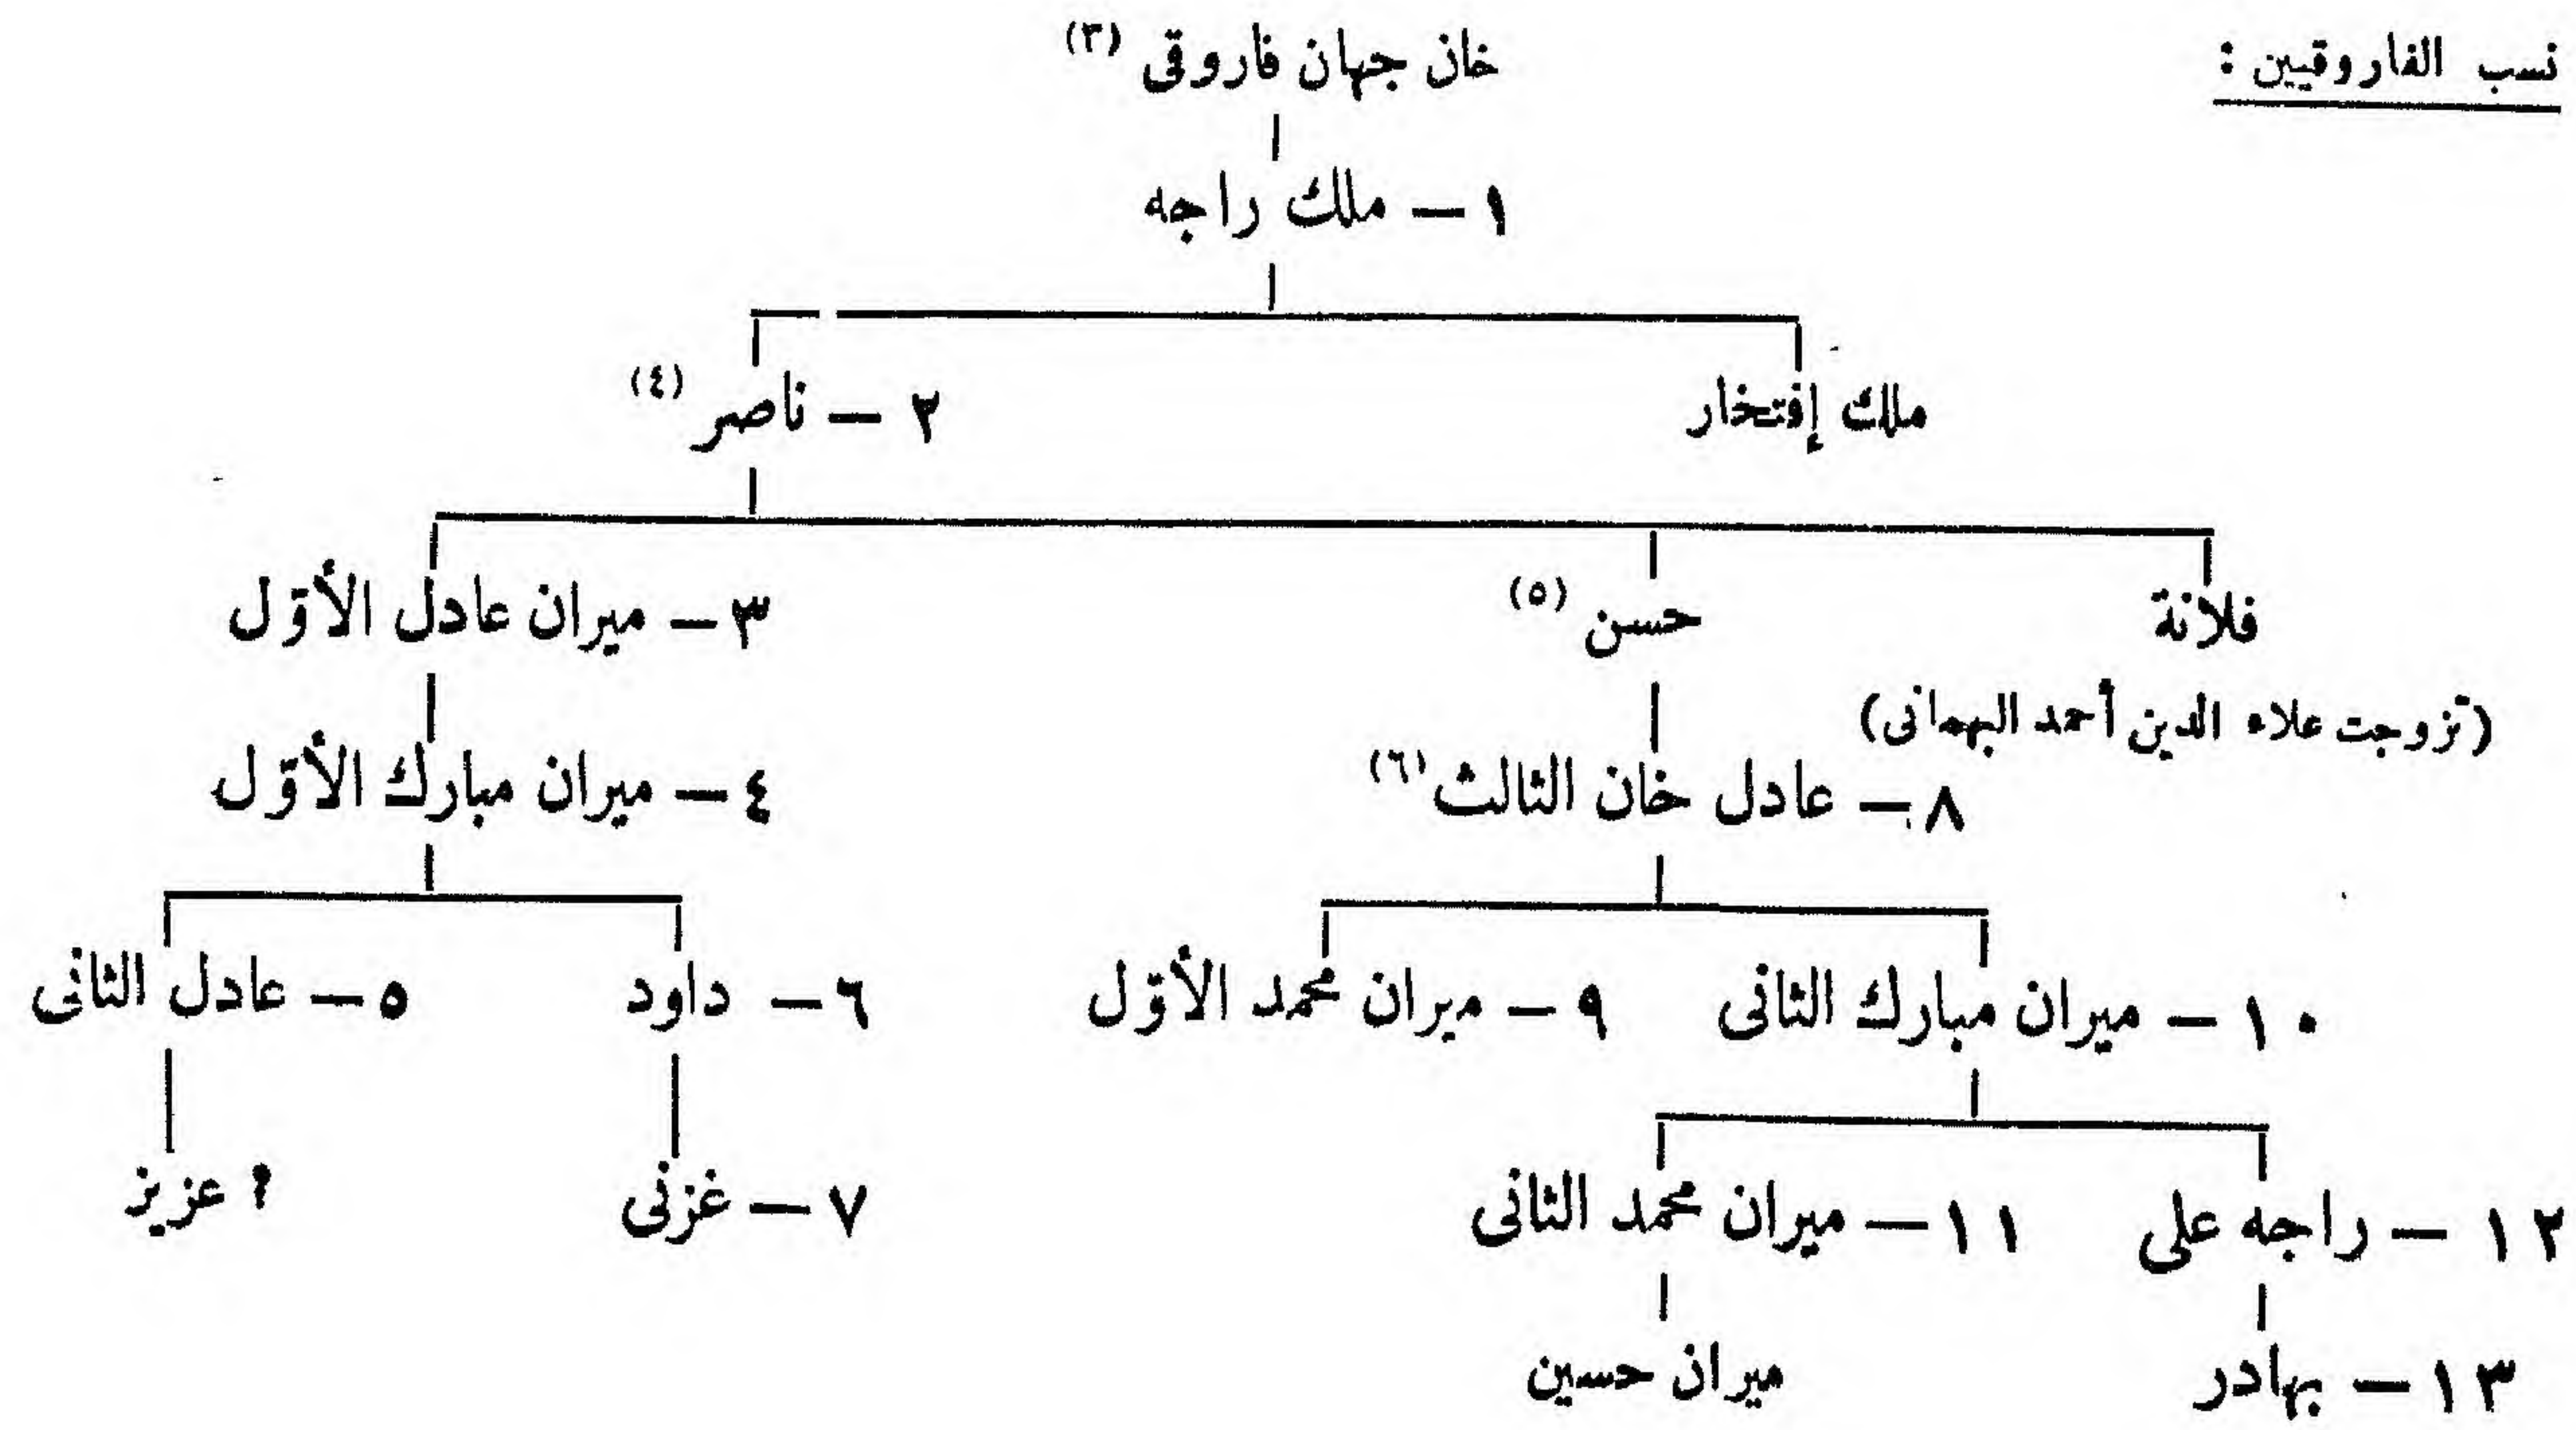 نسب الفاروقيين :
خان جهان فاروقى (٣)
١ – ملك راجه
ملك إفتخار
٢ – ناصر (٤)
فلانة
(تزوجت علاء الدين أحمد البهمانى)
حسن (٥)
٣ – ميران عادل الأوّل
٨ – عادل خان الثالث (٦)
٤ – ميران مبارك الأوّل
١٠ – ميران مبارك الثانى
٩ – ميران محمد الأوّل
٦ – داود
٥ – عادل الثانى
١٢ – راجه على
١١ – ميران محمد الثانى
٧ – غزنى
؟ عزيز
١٣ – بهادر
ميران حسين